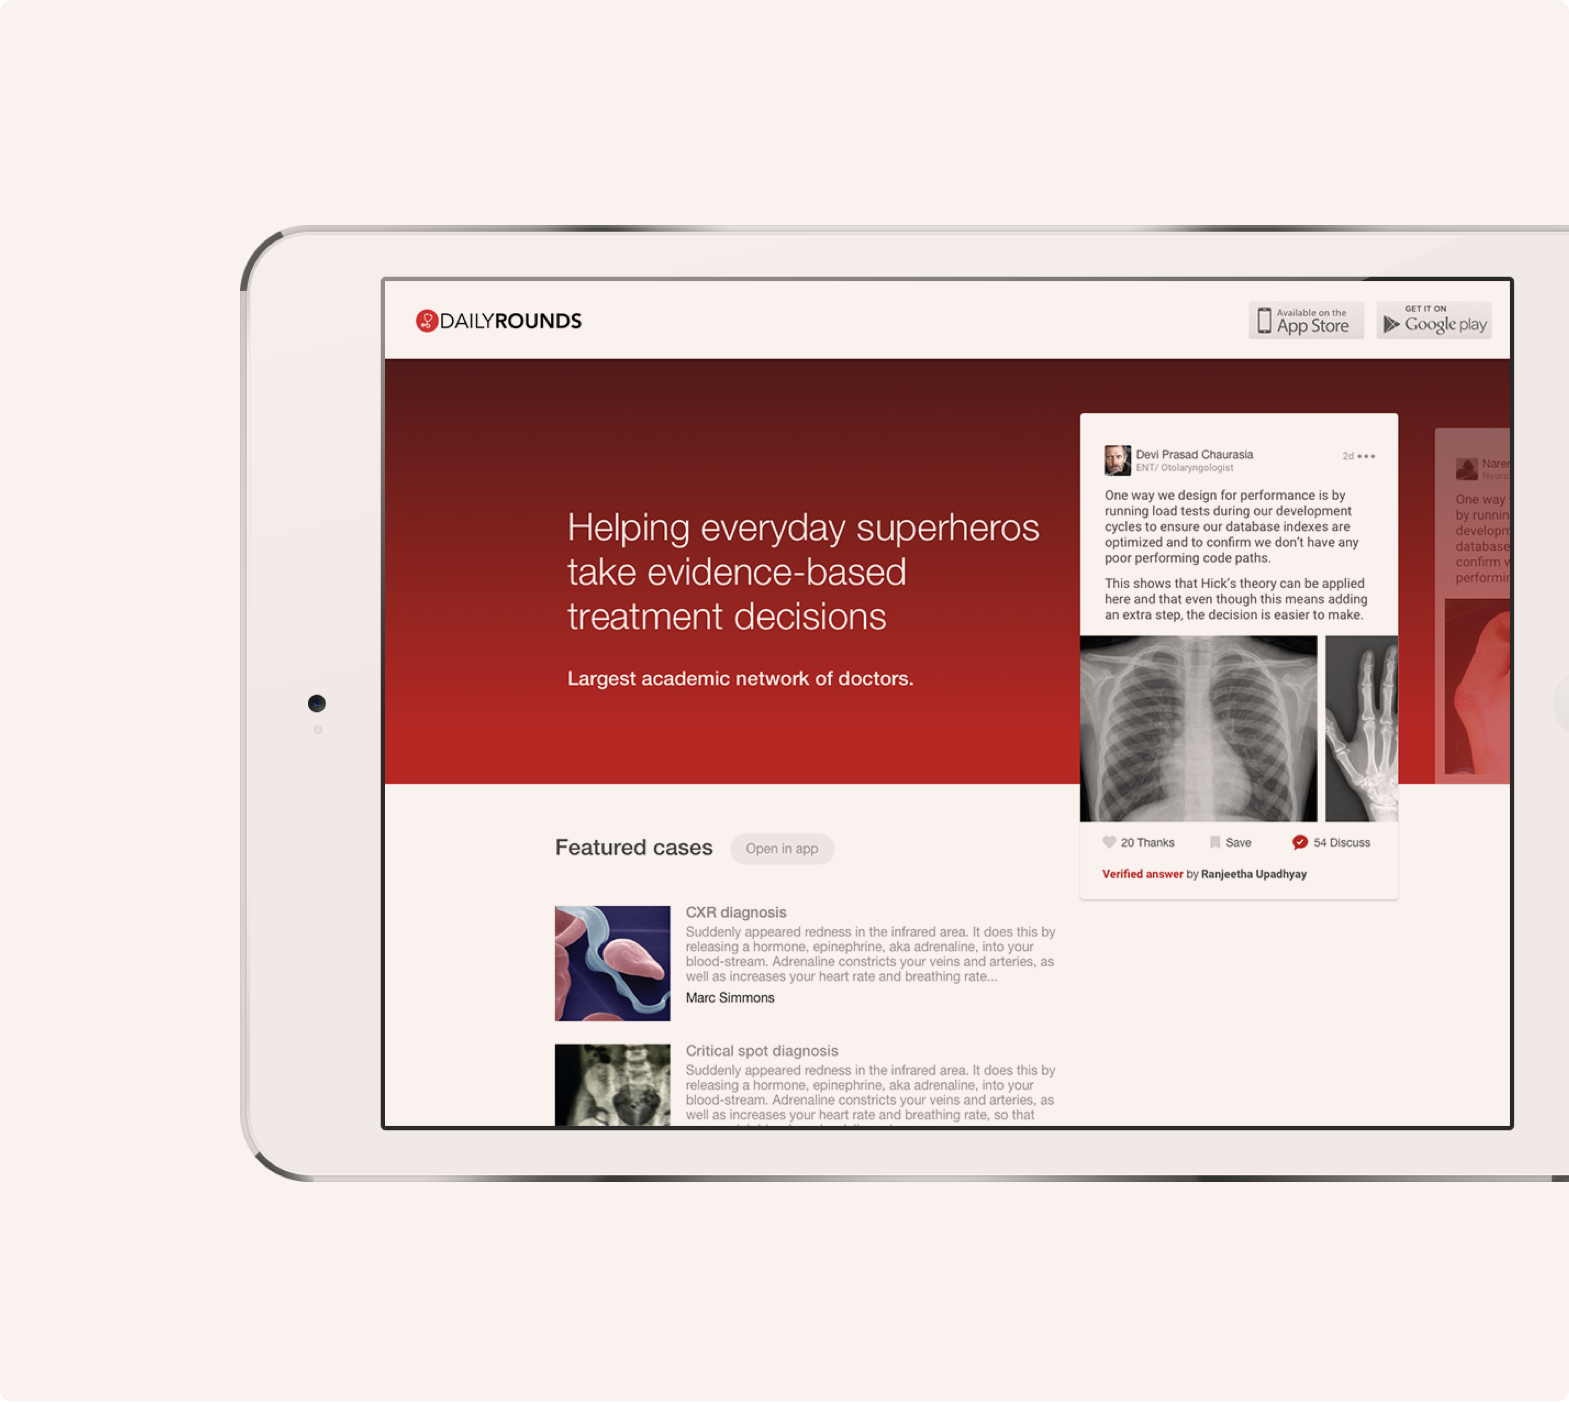 DAILYROUNDS
Available on the
App Store
GET IT ON
Google play
Helping everyday superheros
take evidence-based
treatment decisions
Largest academic network of doctors.
Devi Prasad Chaurasia
2d
ENT/ Otolaryngologist
One way we design for performance is by
running load tests during our development
cycles to ensure our database indexes are
optimized and to confirm we don't have any
poor performing code paths.
This shows that Hick's theory can be applied
here and that even though this means adding
an extra step, the decision is easier to make.
20 Thanks
Save
54 Discuss
Verified answer by Ranjeetha Upadhyay
One way
by
database
confirm
Featured cases
Open in app
CXR diagnosis
Suddenly appeared redness in the infrared area. It does this by
releasing a hormone, epinephrine, aka adrenaline, into your
blood-stream. Adrenaline constricts your veins and arteries, as
well as increases your heart rate and breathing rate...
Marc Simmons
Critical spot diagnosis
Suddenly appeared redness in the infrared area. It does this by
releasing a hormone, epinephrine, aka adrenaline, into your
blood-stream. Adrenaline constricts your veins and arteries, as
well as increases your heart rate and breathing rate, so that